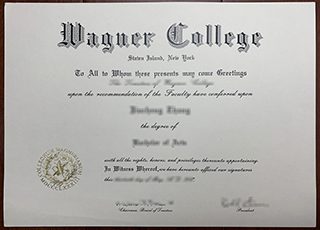 Wagner College
Staten Island, New York
To All to Whom these presents may come Greetings
The Trustees of Wagner College
upon the recommendation of the Faculty have conferred upon
the degree of
Bachelor of Arts
with all the rights, honors, and privileges thereunto appertaining.
In Witness Whereof, we have hereunto affixed our signatures
this
Chairman, Board of Trustees
President